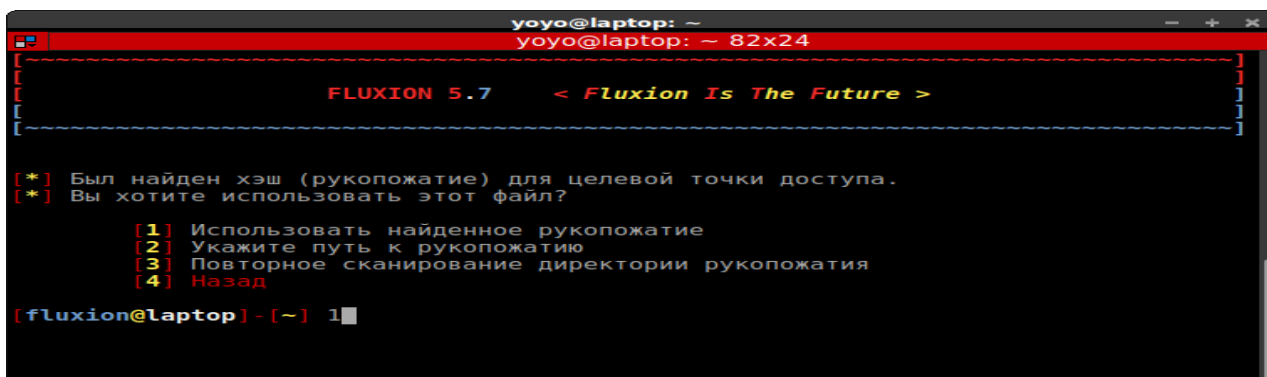 yoyo@laptop: ~
yoyo@laptop: ~ 82x24
[~~~~~~~~~~~~~~~~~~~~~~~~~~~~~~~~~~~~~~~~~~~~~~~~~~~~~~~~~~~~~~~~~~~~~~~~~~~~~~~~]
[ ]
[ FLUXION 5.7 < Fluxion Is The Future > ]
[ ]
[~~~~~~~~~~~~~~~~~~~~~~~~~~~~~~~~~~~~~~~~~~~~~~~~~~~~~~~~~~~~~~~~~~~~~~~~~~~~~~~~]
[*] Был найден хэш (рукопожатие) для целевой точки доступа.
[*] Вы хотите использовать этот файл?
[1] Использовать найденное рукопожатие
[2] Укажите путь к рукопожатию
[3] Повторное сканирование директории рукопожатия
[4] Назад
[fluxion@laptop]-[~] 1